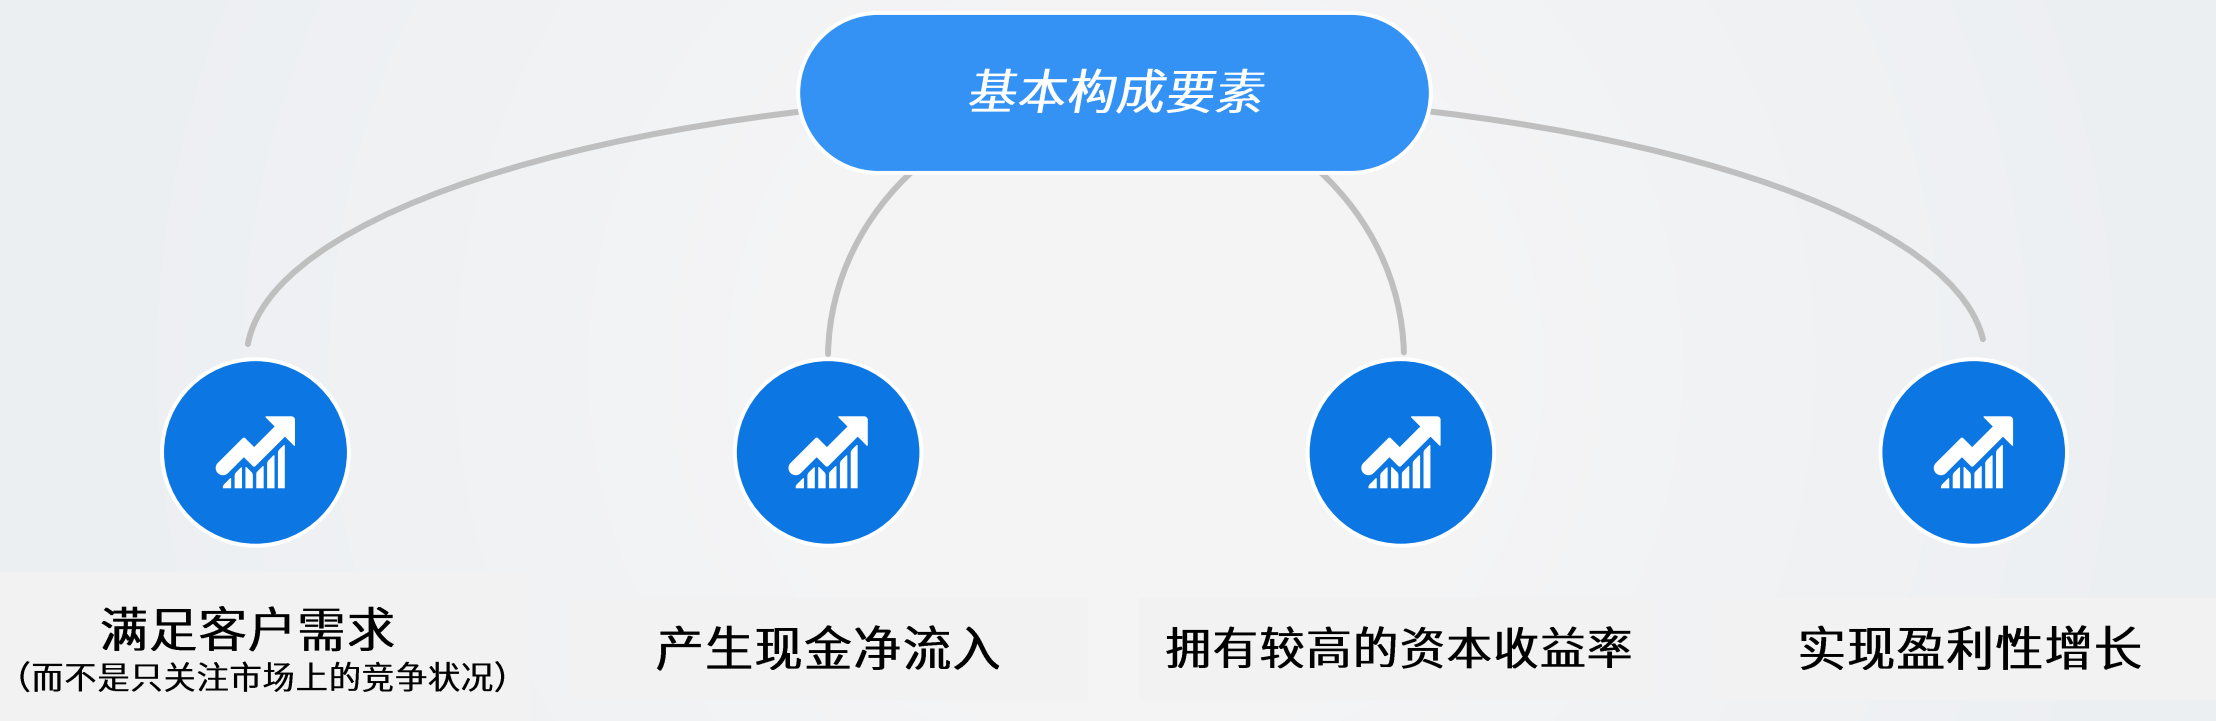 基本构成要素
满足客户需求
（而不是只关注市场上的竞争状况）
产生现金净流入
拥有较高的资本收益率
实现盈利性增长